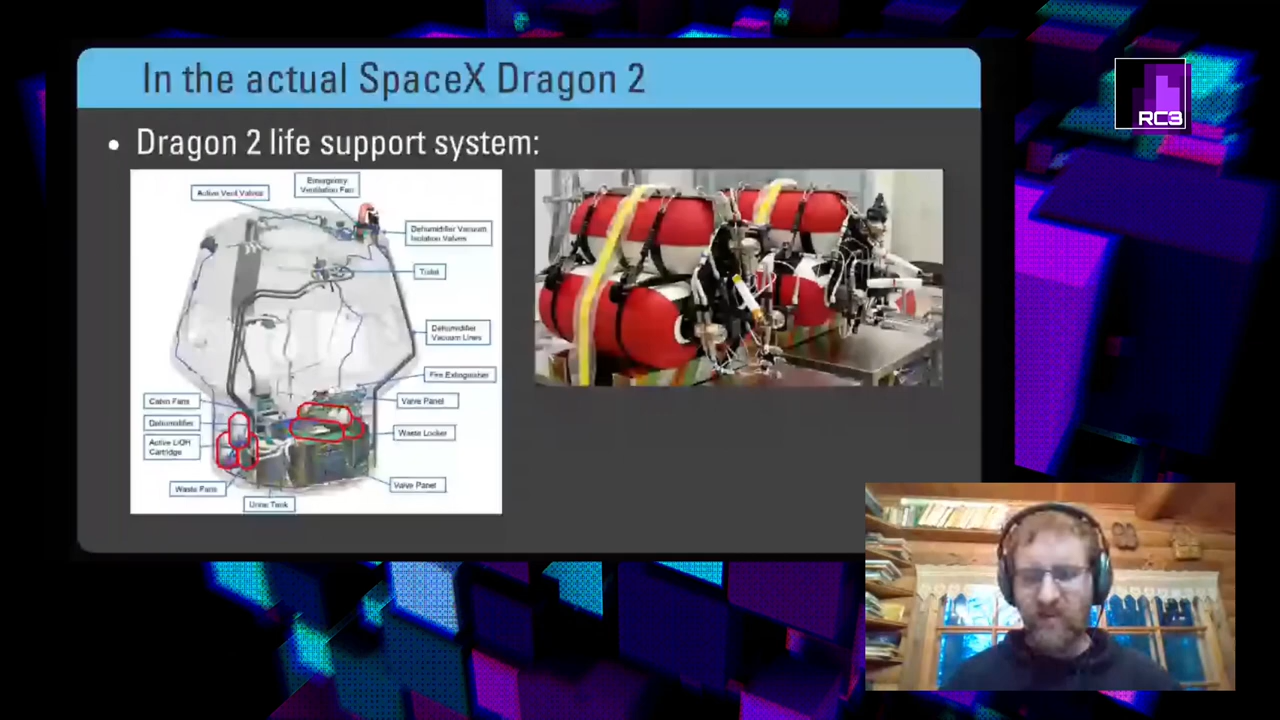 In the actual SpaceX Dragon 2
RC3
• Dragon 2 life support system:
Emergency
Ventilation Fan
Active Vent Valves
Dehumidifier Vacuum
Isolation Valves
Toilet
Dehumidifier
Vacuum Lines
Fire Extinguisher
Cabin Fans
Valve Panel
Dehumidifier
Waste Locker
Active LiOH
Cartridge
Waste Fans
Valve Panel
Urine Tank